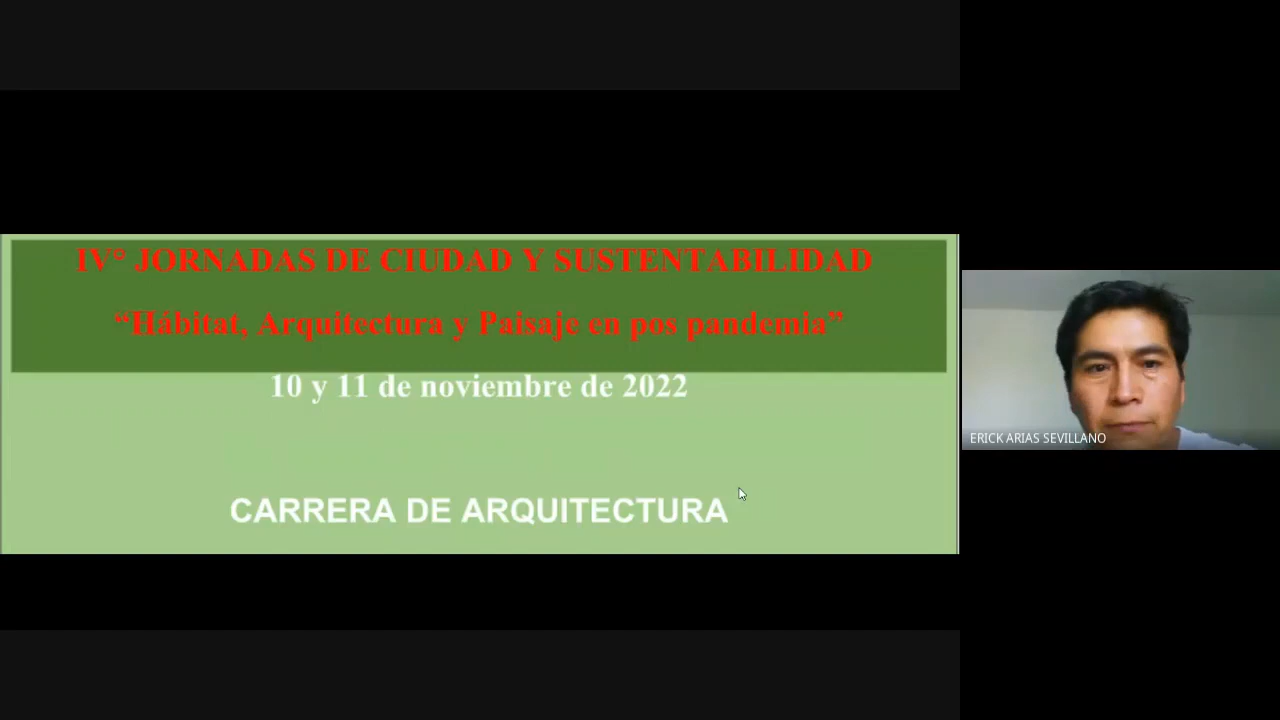 IV° JORNADAS DE CIUDAD Y SUSTENTABILIDAD
“Hábitat, Arquitectura y Paisaje en pos pandemia”
10 y 11 de noviembre de 2022
CARRERA DE ARQUITECTURA
ERICK ARIAS SEVILLANO